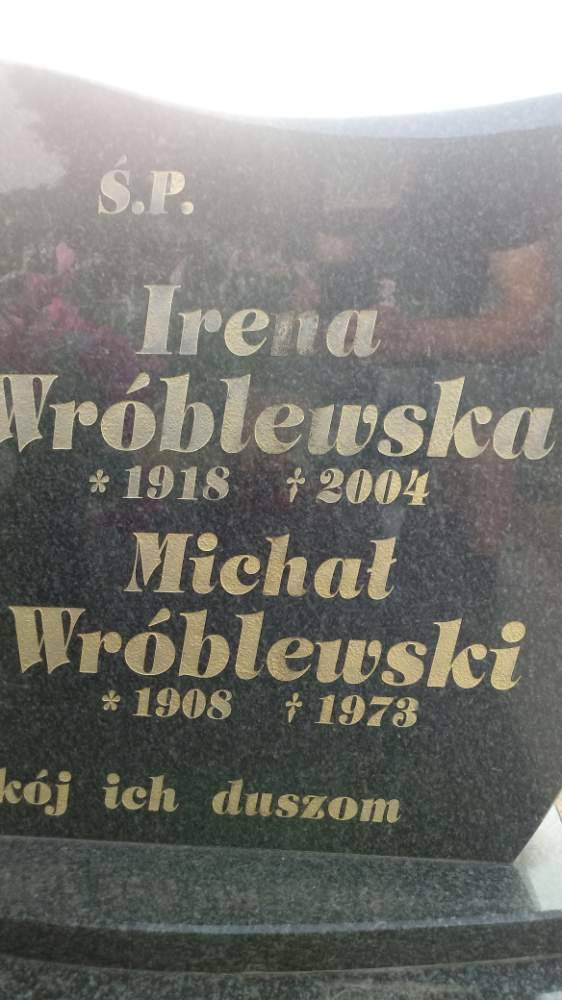 Ś.P.
Irena
Wróblewska
* 1918 † 2004
Michał
Wróblewski
* 1908 † 1973
kój ich duszom